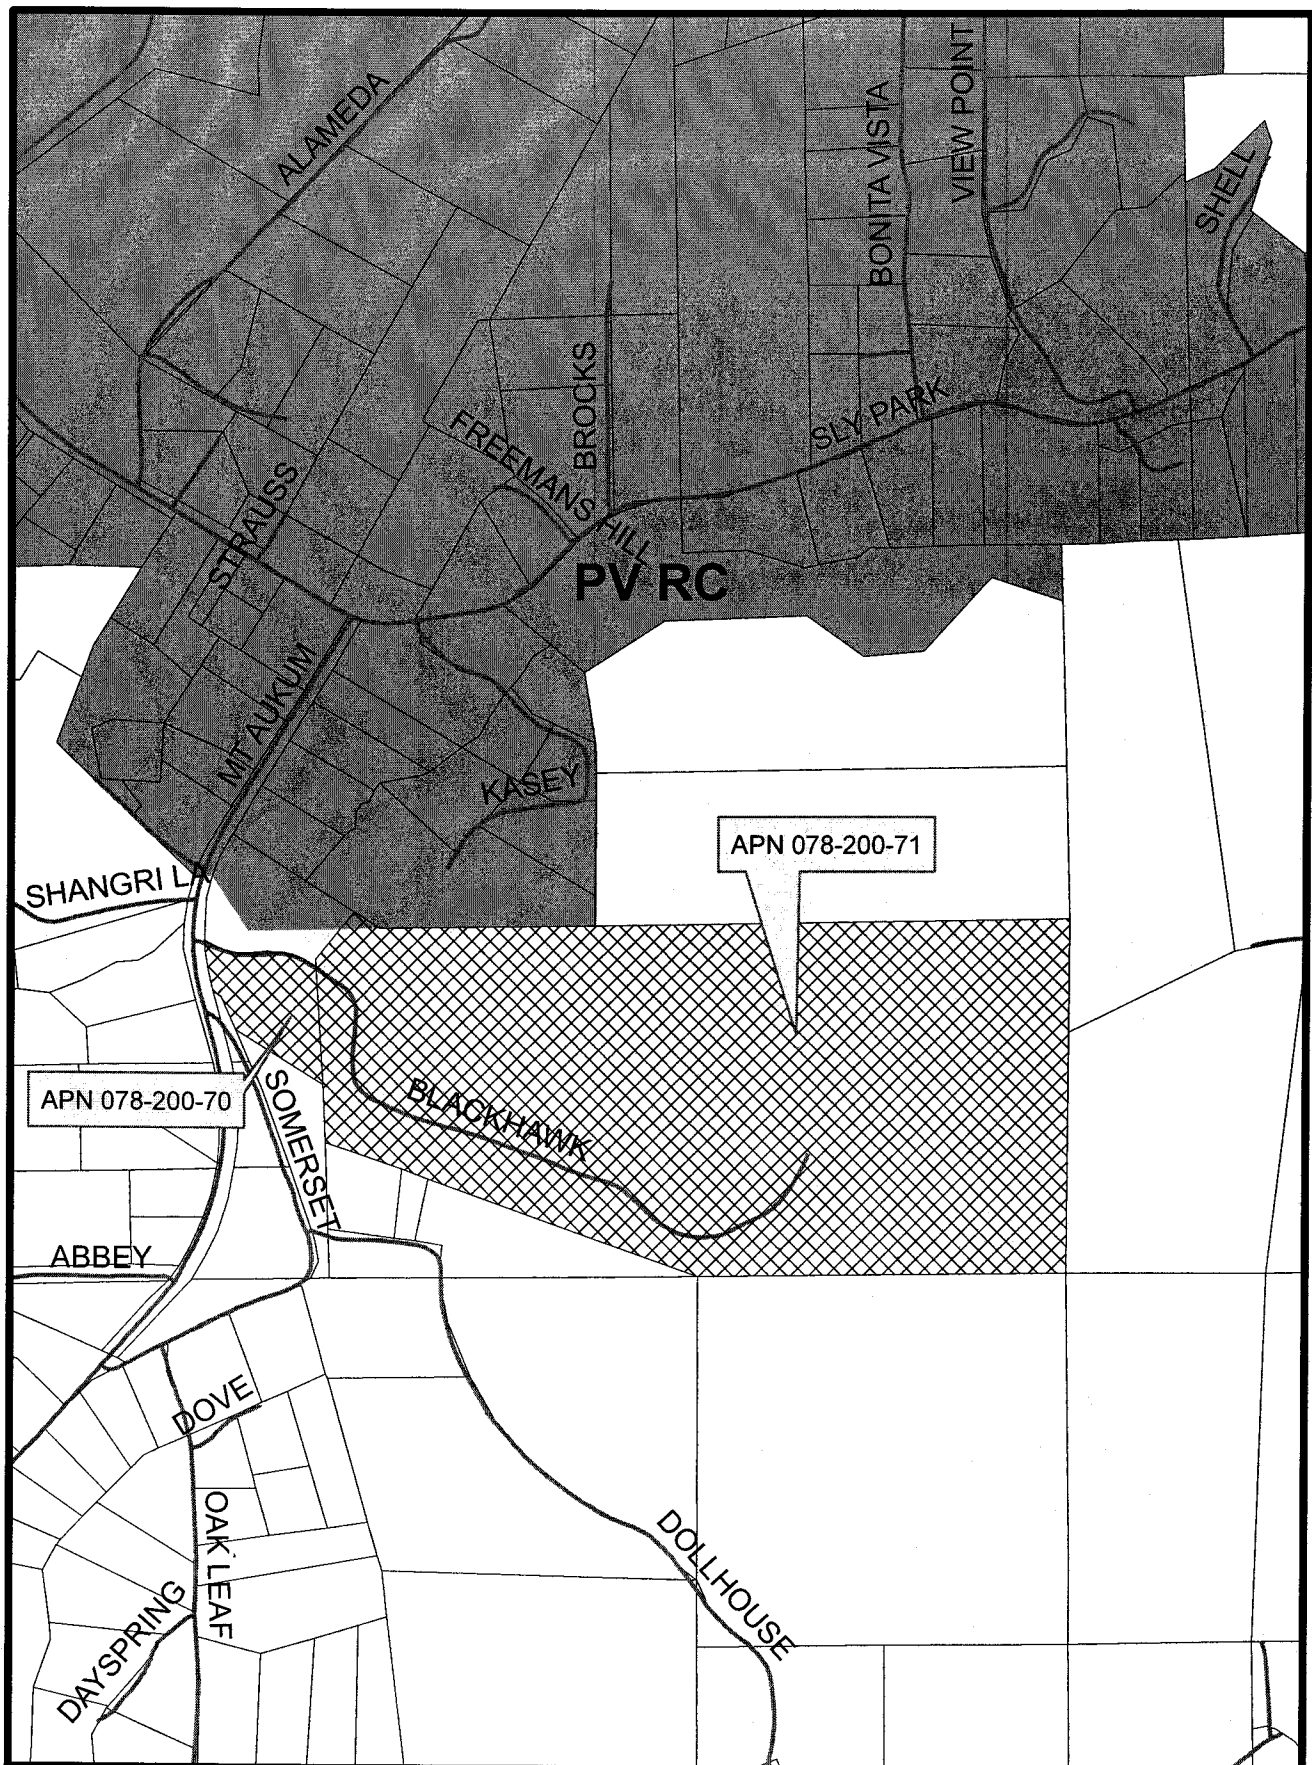 ALAMEDA
BONITA VISTA
VIEW POINT
SHELL
BROCKS
SLY PARK
FREEMANS HILL
STRAUSS
PV RC
MT AUKUM
KASEY
APN 078-200-71
SHANGRI LA
APN 078-200-70
SOMERSET
BLACKHAWK
ABBEY
DOVE
OAK LEAF
DOLLHOUSE
DAYSPRING